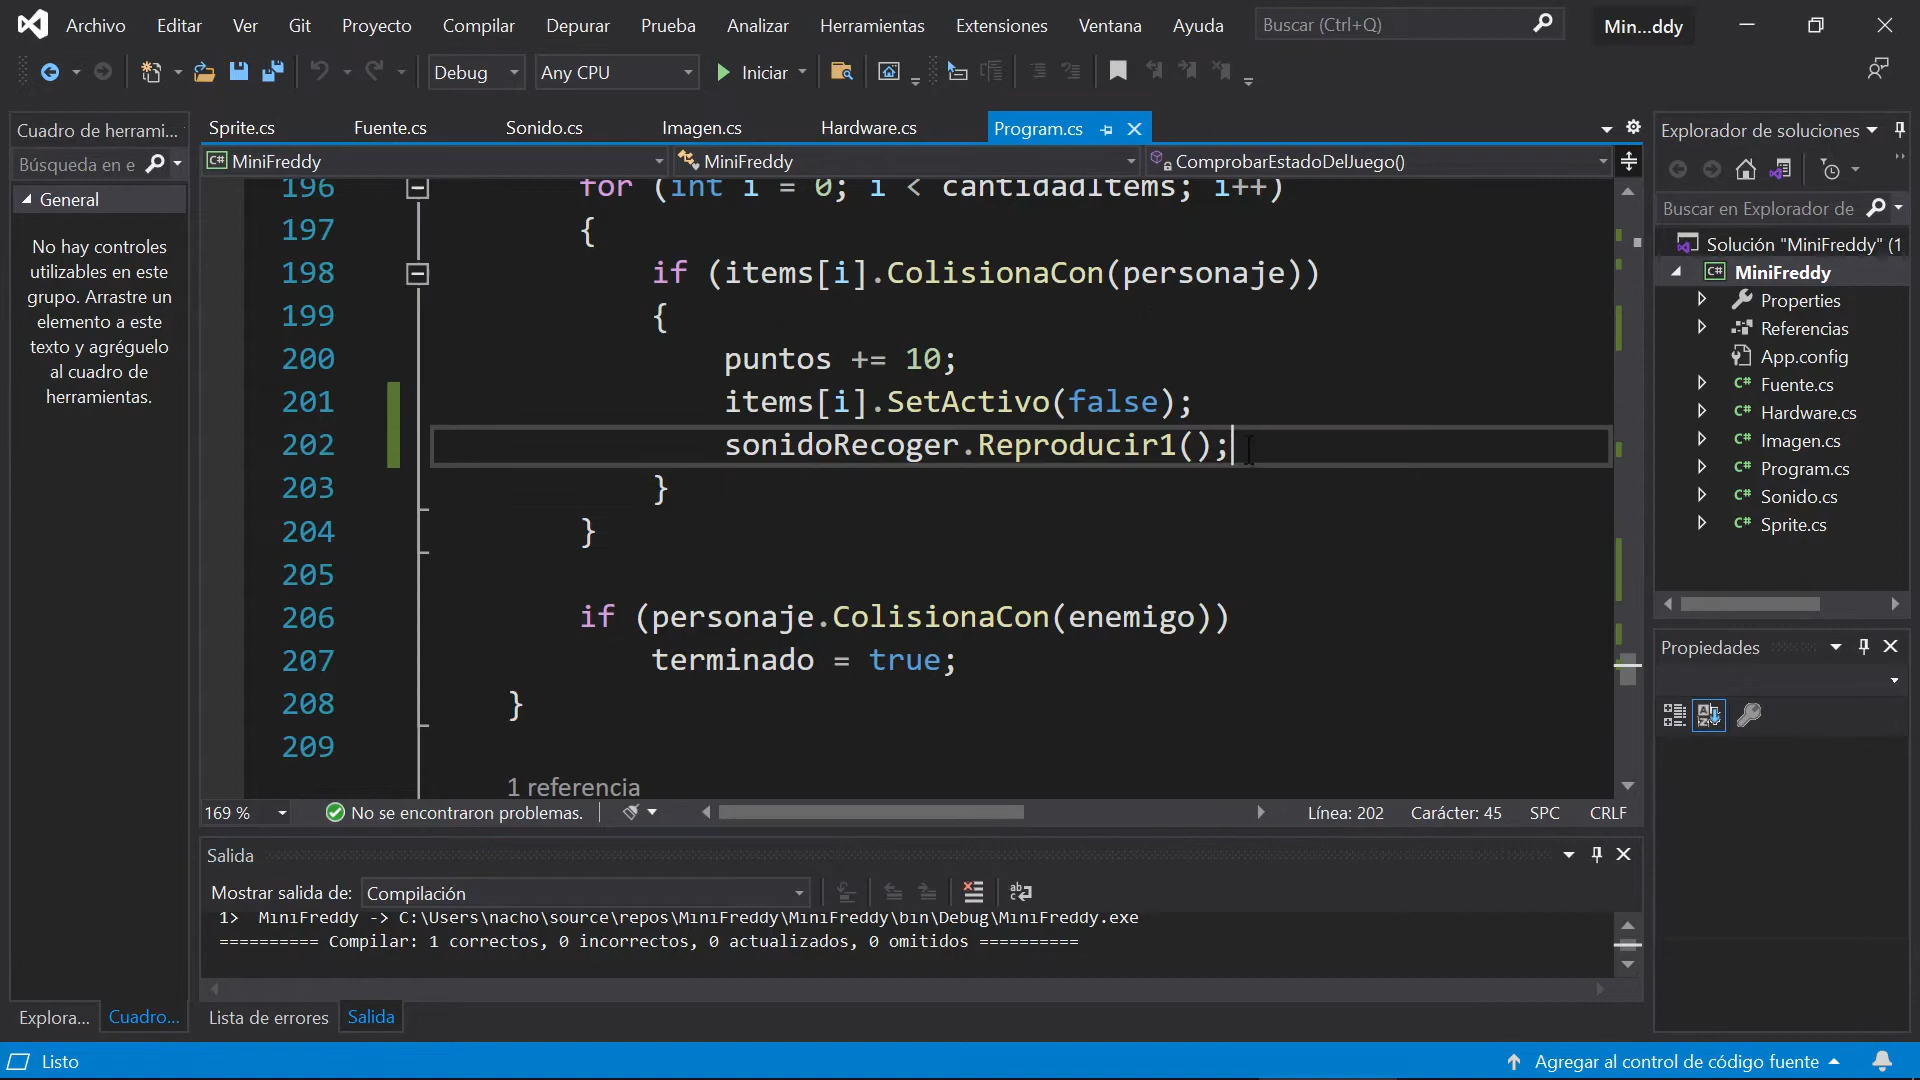 Archivo Editar Ver Git Proyecto Compilar Depurar Prueba Analizar Herramientas Extensiones Ventana Ayuda Buscar (Ctrl+Q) Min...ddy
Debug Any CPU Iniciar
Cuadro de herrami...
Búsqueda en e
General
No hay controles
utilizables en este
grupo. Arrastre un
elemento a este
texto y agréguelo
al cuadro de
herramientas.
Explora... Cuadro...
Sprite.cs Fuente.cs Sonido.cs Imagen.cs Hardware.cs Program.cs
MiniFreddy MiniFreddy ComprobarEstadoDelJuego()
196 for (int i = 0; i < cantidadItems; i++)
197 {
198 if (items[i].ColisionaCon(personaje))
199 {
200 puntos += 10;
201 items[i].SetActivo(false);
202 sonidoRecoger.Reproducir1();
203 }
204 }
205
206 if (personaje.ColisionaCon(enemigo))
207 terminado = true;
208 }
209
1 referencia
169 % No se encontraron problemas. Línea: 202 Carácter: 45 SPC CRLF
Salida
Mostrar salida de: Compilación
1> MiniFreddy -> C:\Users\nacho\source\repos\MiniFreddy\MiniFreddy\bin\Debug\MiniFreddy.exe
========== Compilar: 1 correctos, 0 incorrectos, 0 actualizados, 0 omitidos ==========
Lista de errores Salida
Explorador de soluciones
Buscar en Explorador de
Solución "MiniFreddy" (1
MiniFreddy
Properties
Referencias
App.config
Fuente.cs
Hardware.cs
Imagen.cs
Program.cs
Sonido.cs
Sprite.cs
Propiedades
Listo Agregar al control de código fuente